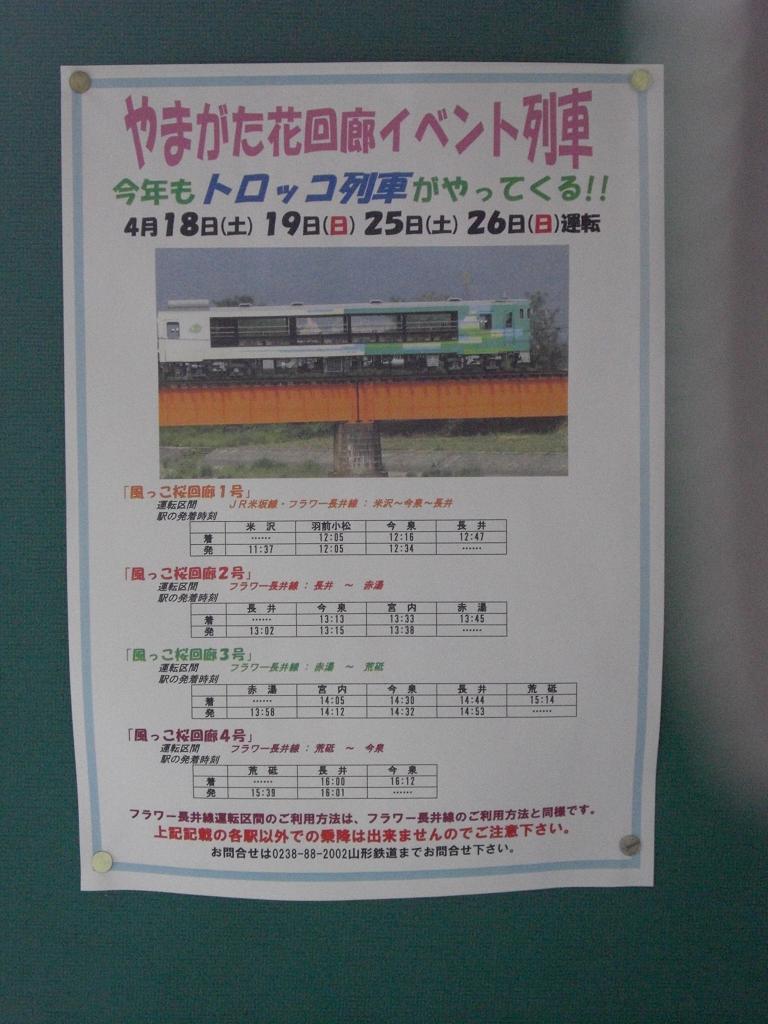 やまがた花回廊イベント列車
今年もトロッコ列車がやってくる!!
4月18日(土) 19日(日) 25日(土) 26日(日)運転
「風っこ桜回廊1号」
運転区間 JR米坂線・フラワー長井線 : 米沢～今泉～長井
駅の発着時刻
米沢 羽前小松 今泉 長井
着 …… 12:05 12:16 12:47
発 11:37 12:05 12:34 ……
「風っこ桜回廊2号」
運転区間 フラワー長井線 : 長井 ～ 赤湯
駅の発着時刻
長井 今泉 宮内 赤湯
着 …… 13:13 13:33 13:45
発 13:02 13:15 13:38 ……
「風っこ桜回廊3号」
運転区間 フラワー長井線 : 赤湯 ～ 荒砥
駅の発着時刻
赤湯 宮内 今泉 長井 荒砥
着 …… 14:05 14:30 14:44 15:14
発 13:58 14:12 14:32 14:53 ……
「風っこ桜回廊4号」
運転区間 フラワー長井線 : 荒砥 ～ 今泉
駅の発着時刻
荒砥 長井 今泉
着 …… 16:00 16:12
発 15:39 16:01 ……
フラワー長井線運転区間のご利用方法は、フラワー長井線のご利用方法と同様です。
上記記載の各駅以外での乗降は出来ませんのでご注意下さい。
お問合せは0238-88-2002山形鉄道までお問合せ下さい。